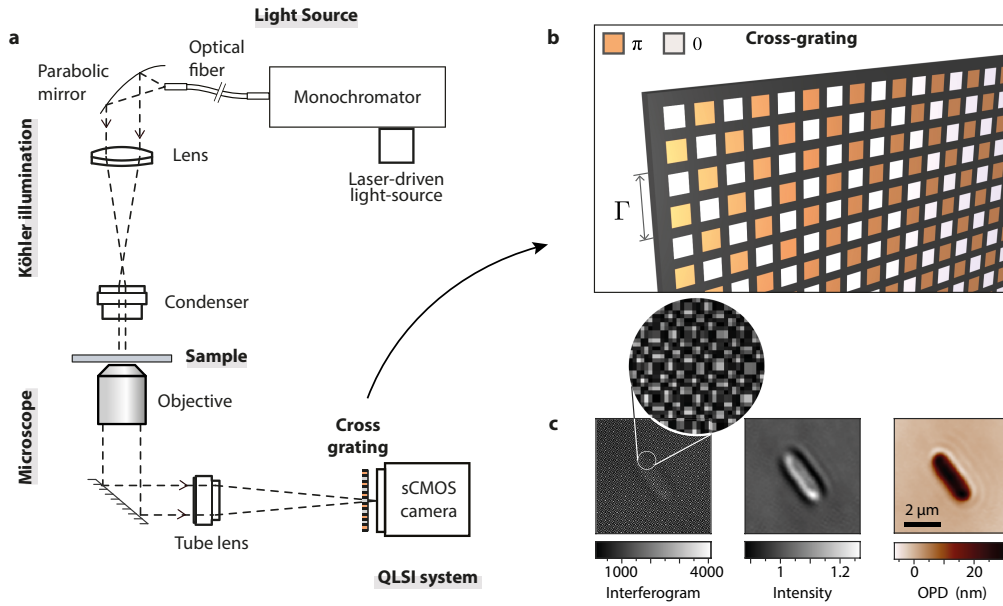 a
Light Source
Parabolic
mirror
Optical
fiber
Monochromator
Laser-driven
light-source
Lens
Köhler illumination
Condenser
Sample
Objective
Microscope
Cross
grating
sCMOS
camera
Tube lens
QLSI system
b
π
0
Cross-grating
Γ
c
2 µm
1000
4000
Interferogram
1
1.2
Intensity
0
20
OPD (nm)